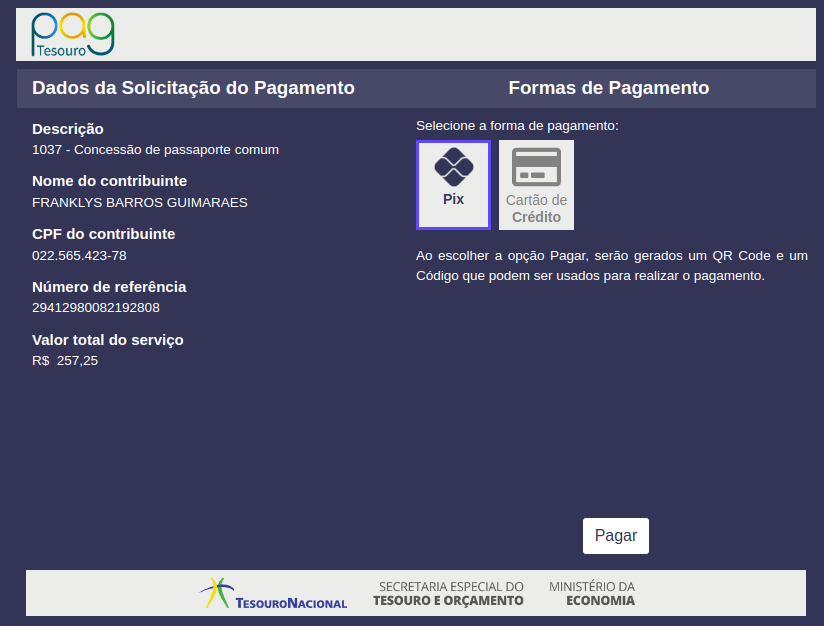 pag
Tesouro
Dados da Solicitação do Pagamento
Formas de Pagamento
Descrição
1037 - Concessão de passaporte comum
Nome do contribuinte
FRANKLYS BARROS GUIMARAES
CPF do contribuinte
022.565.423-78
Número de referência
29412980082192808
Valor total do serviço
R$ 257,25
Selecione a forma de pagamento:
Pix
Cartão de
Crédito
Ao escolher a opção Pagar, serão gerados um QR Code e um
Código que podem ser usados para realizar o pagamento.
Pagar
TESOURONACIONAL
SECRETARIA ESPECIAL DO
TESOURO E ORÇAMENTO
MINISTÉRIO DA
ECONOMIA